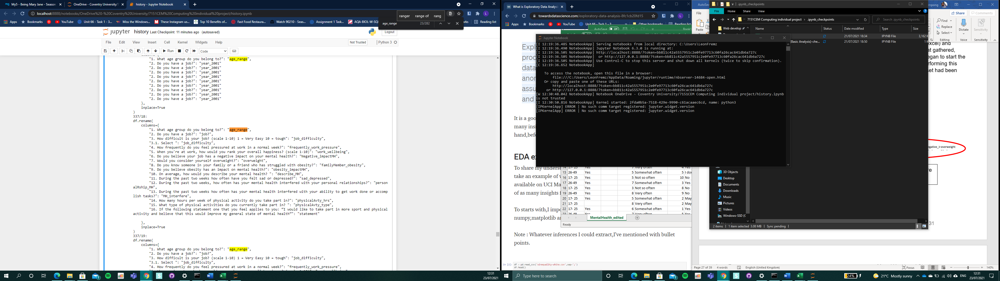 My5 - Being Mary Jane - Season
OneDrive - Coventry University/7
history - Jupyter Notebook
localhost:8888/notebooks/OneDrive%20-%20Coventry%20University/7151CEM%20Computing%20individual%20project/history.ipynb
Apps
Bookmarks
YouTube
Unit 66 - Task 1 - 3...
Miss the Windows...
These Instagram us...
Top 10 Benefits of...
Fast Food Restaura...
Watch 90210 - Seas...
Assignment 1 Task...
AQA-BIOL-W-SQ
Reading list
ranger range of rang
age_range 23/282
jupyter history Last Checkpoint: 11 minutes ago (autosaved)
Logout
File Edit View Insert Cell Kernel Widgets Help
Not Trusted
Python 3
Run
Code
"1. What age group do you belong to?": "age_range",
"2. Do you have a job?": "year_2001"
"2. Do you have a job?": "year_2001"
"2. Do you have a job?": "year_2001"
"2. Do you have a job?": "year_2001"
"2. Do you have a job?": "year_2001"
"2. Do you have a job?": "year_2001"
"2. Do you have a job?": "year_2001"
"2. Do you have a job?": "year_2001"
"2. Do you have a job?": "year_2001"
},
inplace=True
)
337/18:
df.rename(
columns={
"1. What age group do you belong to?": "age_range",
"2. Do you have a job?": "job?",
"3. How difficult is your job? (scale 1-10) 1 = Very Easy 10 = tough": "job_difficulty",
"3.1. Select ": "job_difficulty",
"4. How frequently do you feel pressured at work in a normal week?": "frequently_work_pressure",
"5. When you're at work, how would you rank your overall happiness? (scale 1-10)": "work_wellbeing",
"6. Do you believe your job has a negative impact on your mental health?": "Negative_impactMH",
"7. Would you consider yourself overweight?": "overweight",
"8. Do you know someone in your family or a friend who has struggled with obesity?": "familyMember_obesity",
"9. Do you believe obesity has an impact on mental health?": "obesity_impactMH",
"10. On average, how would you describe your mental health? ": "describe_MH",
"11. During the past two weeks how often have you felt sad or depressed?": "sad_depressed",
"12. During the past two weeks, how often has your mental health interfered with your personal relationships?": "person
alRship_MH",
"13. During the past two weeks how often has your mental health interfered with your ability to get work done or accomp
lish tasks?": "MH_interfere",
"14. How many hours per week of physical activity do you take part in?": "physicalAvty_hrs",
"15. What type of physical activities do you currently take part in? ": "physicalAvty_type",
"16. If the following statement one that you feel applies to you: “I would like to take part in more sport and physical
activity and believe that this would improve my general state of mental health”": "statement"
},
inplace=True
)
337/19:
df.rename(
columns={
"1. What age group do you belong to?": "age_range",
"2. Do you have a job?": "job?",
"3. How difficult is your job? (scale 1-10) 1 = Very Easy 10 = tough": "job_difficulty",
"3.1. Select ": "job_difficulty",
"4. How frequently do you feel pressured at work in a normal week?": "frequently_work_pressure",
12:31
23/07/2021
What is Exploratory Data Analysis
towardsdatascience.com/exploratory-data-analysis-8fc1cb20fd15
Apps
Bookmarks
YouTube
Unit 66 - Task 1 - 3...
Other bookmarks
Reading list
AutoSave Off
Book1
Expl
proc
data
anor
assu
and
It is a goo
many insi
hand,befo
EDA e
To share my underst
take an example of w
available on UCI Ma
of as many insights f
To starts with,I impo
numpy,matplotlib an
Note : Whatever inferences I could extract,I’ve mentioned with bullet
points.
In [2]: df = pd.read_csv('winequality-white.csv',sep=';')
df.head()
Jupyter Notebook
[I 12:19:36.485 NotebookApp] Serving notebooks from local directory: C:\Users\LeonFremz
[I 12:19:36.490 NotebookApp] Jupyter Notebook 6.3.0 is running at:
[I 12:19:36.505 NotebookApp] http://localhost:8888/?token=bb811c42a5557951c2e0fe97713c60fa26cac641db6a727c
[I 12:19:36.505 NotebookApp] or http://127.0.0.1:8888/?token=bb811c42a5557951c2e0fe97713c60fa26cac641db6a727c
[I 12:19:36.505 NotebookApp] Use Control-C to stop this server and shut down all kernels (twice to skip confirmation).
[C 12:19:36.652 NotebookApp]
To access the notebook, open this file in a browser:
file:///C:/Users/LeonFremz/AppData/Roaming/jupyter/runtime/nbserver-14684-open.html
Or copy and paste one of these URLs:
http://localhost:8888/?token=bb811c42a5557951c2e0fe97713c60fa26cac641db6a727c
or http://127.0.0.1:8888/?token=bb811c42a5557951c2e0fe97713c60fa26cac641db6a727c
[W 12:30:48.042 NotebookApp] Notebook OneDrive - Coventry University/7151CEM Computing individual project/history.ipynb
is not trusted
[I 12:30:50.816 NotebookApp] Kernel started: 2fda0b5a-7518-429e-9990-c61acaaec6cd, name: python3
[IPKernelApp] ERROR | No such comm target registered: jupyter.widget.version
[IPKernelApp] ERROR | No such comm target registered: jupyter.widget.version
14 17- 25 Yes 7 Very often 4 Yes
15 26-49 Yes 5 Somewhat often 5 I don
16 17- 25 Yes 5 Not so often 10 No
17 26-49 Yes 7 Somewhat often 3 Yes
18 17- 25 Yes 3 Not so often 8 No
19 26-49 Yes 8 Very often 9 No
20 17- 25 Yes 5 Somewhat often 2 May
21 17- 25 8 Very often 2 May
22 17- 25 Yes 6 Somewhat often 1 Yes
23 26-49 Yes 7 Very often 5 Yes
MentalHealth_edited
Ready
.ipynb_checkpoints
File Home Share View
7151CEM Computing individual project > .ipynb_checkpoints
Search .ipynb_checkpoints
Web develop
Name Status Date modified Type Size
21/07/2021 18:34 IPYNB File 3,162 K
(Basic Analysis)-che... 21/07/2021 18:50 IPYNB File 1 K
3D Objects
Desktop
Documents
Downloads
Music
Pictures
Videos
Windows-SSD (C
2 items 1 item selected 3.08 MB Sync pending
AutoSav
File
Paste
Share
Comments
Find
Replace
Select
Editing
Dictate
Voice
Sensitivity
Sensitivity
excel) and
at gathered,
egan to start the
rforming this
set had been
egative_ir overweight
re
31
Page 27 of 39 4 words English (United Kingdom)
Focus
140%
Type here to search
24%
21°C Mostly sunny
ENG
12:31
23/07/2021